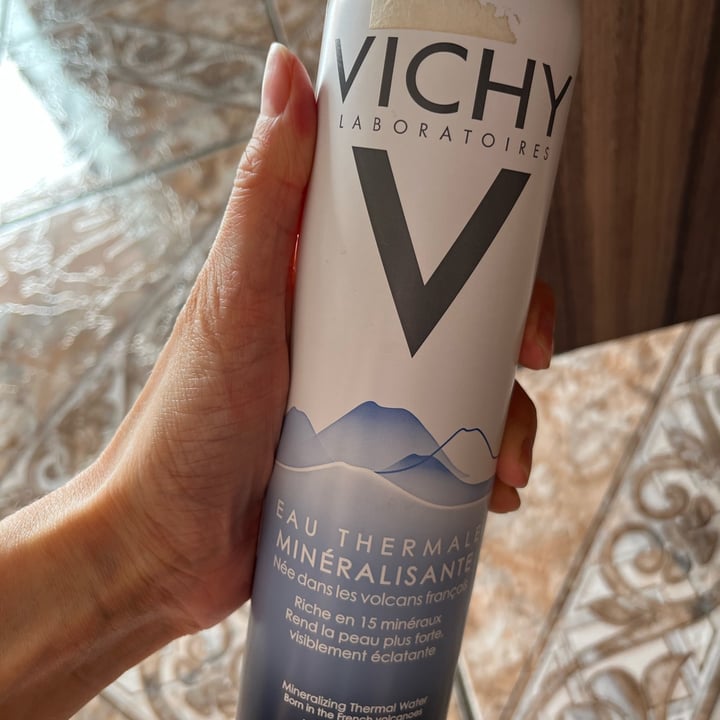 VICHY
LABORATOIRES
V
EAU THERMALE
MINÉRALISANTE
Née dans les volcans français
Riche en 15 minéraux
Rend la peau plus forte,
visiblement éclatante
Mineralizing Thermal Water
Born in the French volcanoes